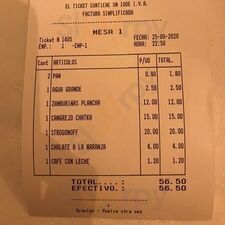 EL TICKET CONTIENE UN 100% I.V.A.
FACTURA SIMPLIFICADA
MESA 1
Ticket N 1405 FECHA: 25-09-2020
EMP.: 1 -EMP-1 HORA: 22:50
Cant ARTICULOS P/UD TOTAL.
2 PAN 0.90 1.80
1 AGUA GRANDE 2.50 2.50
1 ZAMBURIÑAS PLANCHA 12.00 12.00
1 CANGREJO CHATKA 15.00 15.00
1 STROGONOFF 20.00 20.00
1 CHOLATE A LA NARANJA 4.00 4.00
1 CAFE CON LECHE 1.20 1.20
TOTAL....: 56.50
EFECTIVO.: 56.50
Gracias - Vuelva otra vez